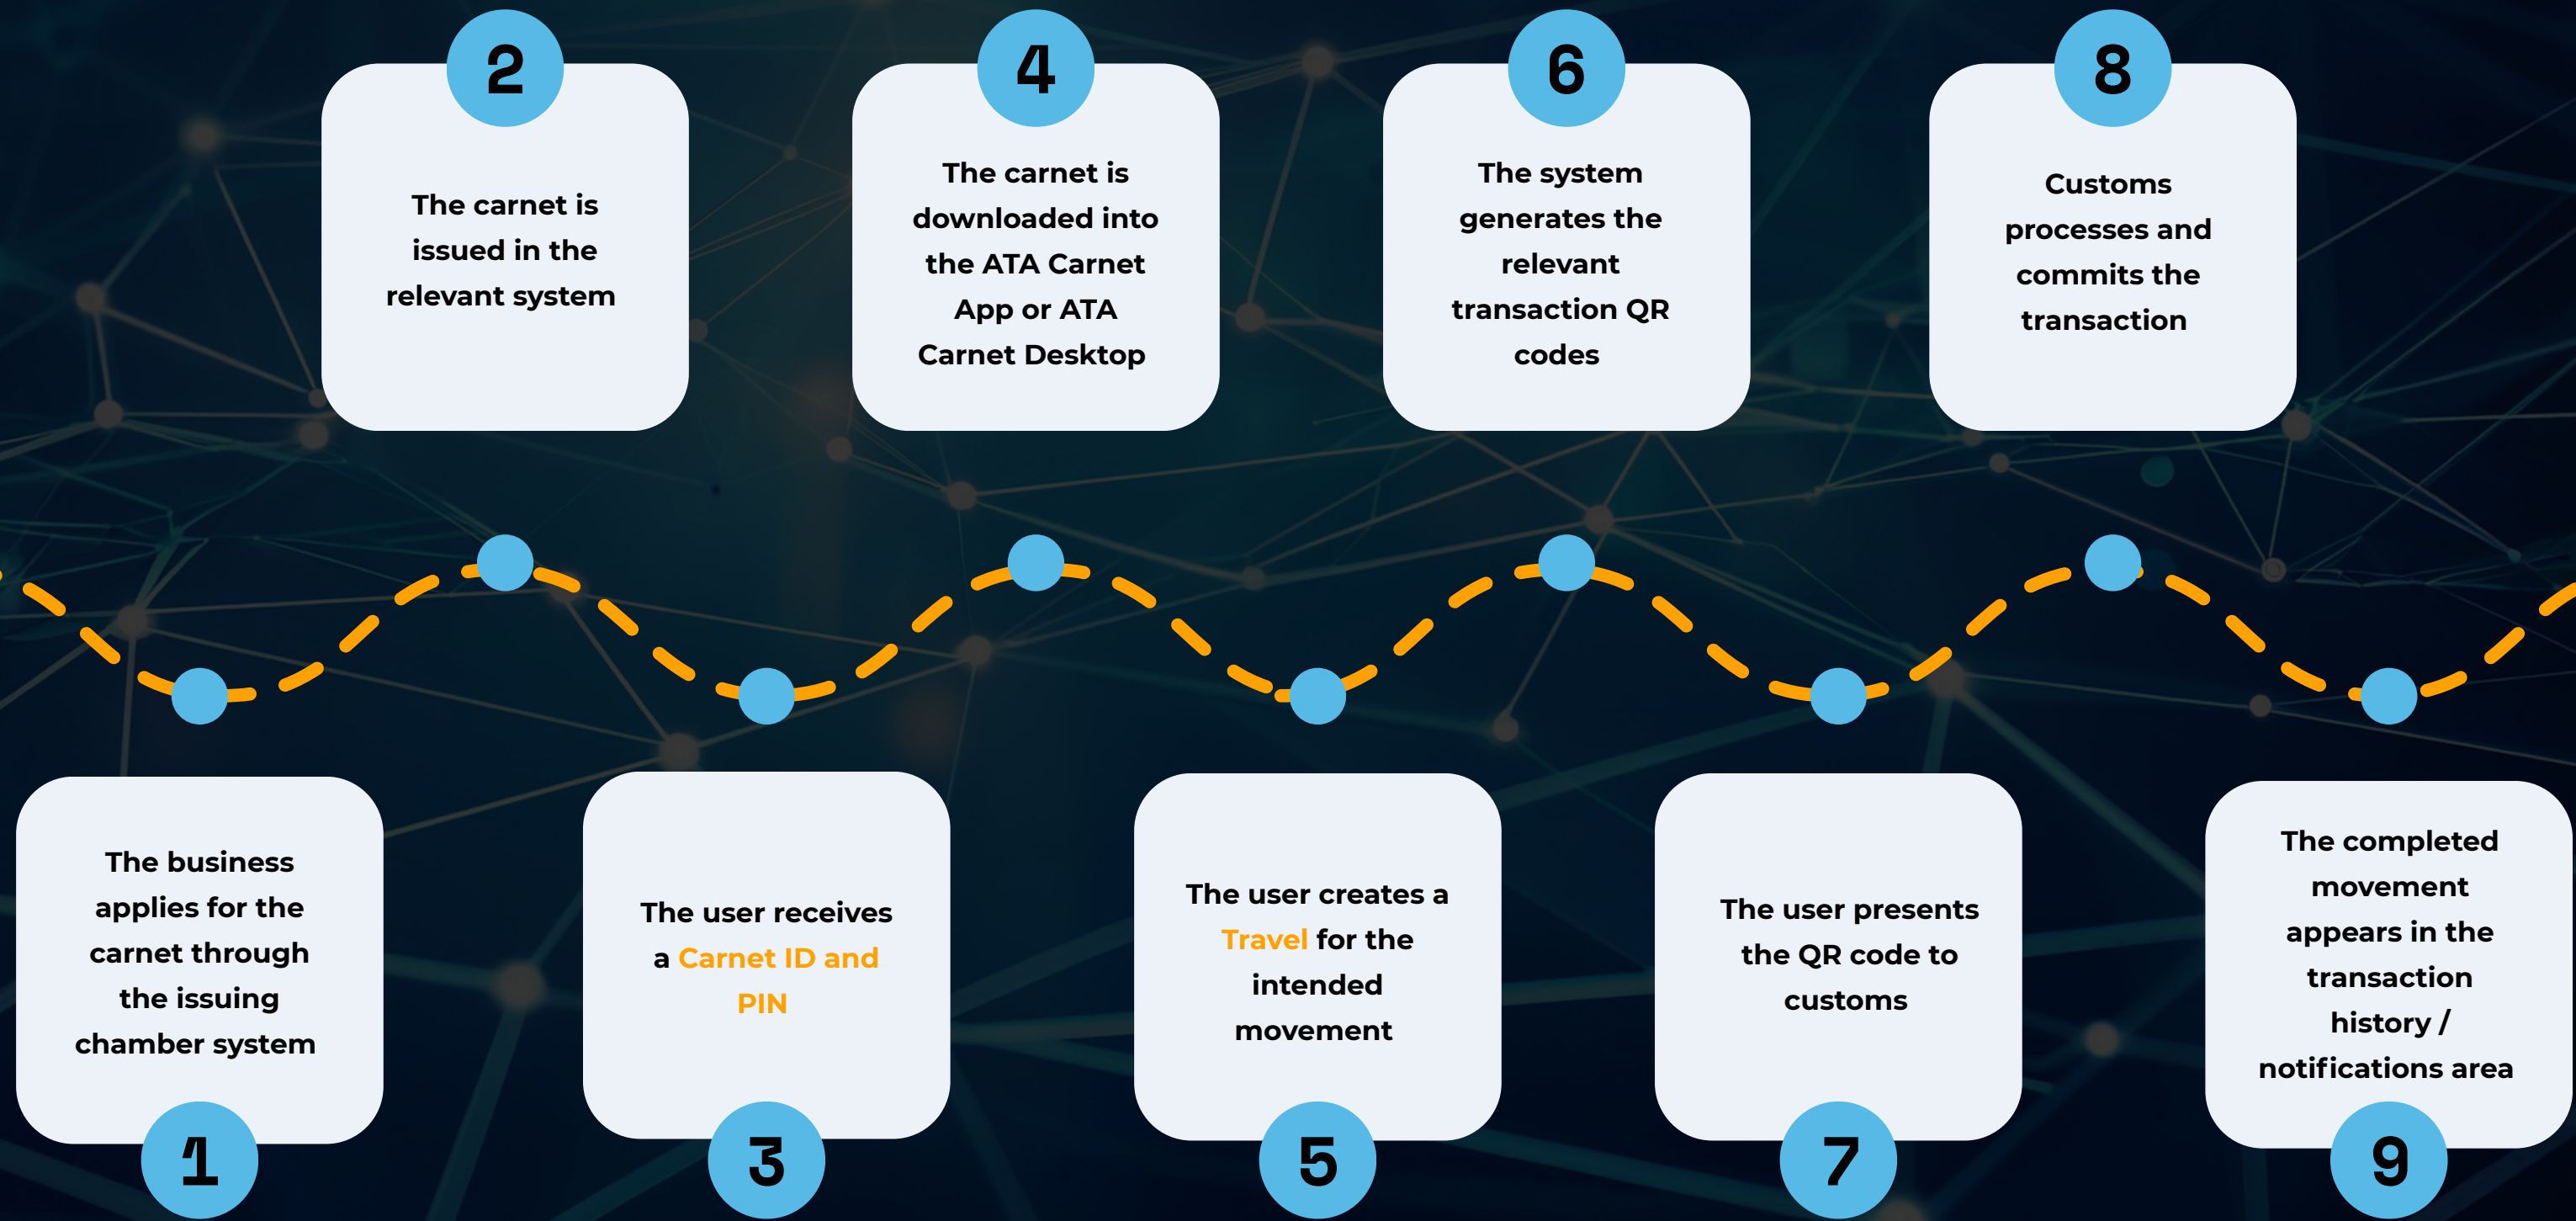 1
The business
applies for the
carnet through
the issuing
chamber system
2
The carnet is
issued in the
relevant system
3
The user receives
a Carnet ID and
PIN
4
The carnet is
downloaded into
the ATA Carnet
App or ATA
Carnet Desktop
5
The user creates a
Travel for the
intended
movement
6
The system
generates the
relevant
transaction QR
codes
7
The user presents
the QR code to
customs
8
Customs
processes and
commits the
transaction
9
The completed
movement
appears in the
transaction
history /
notifications area